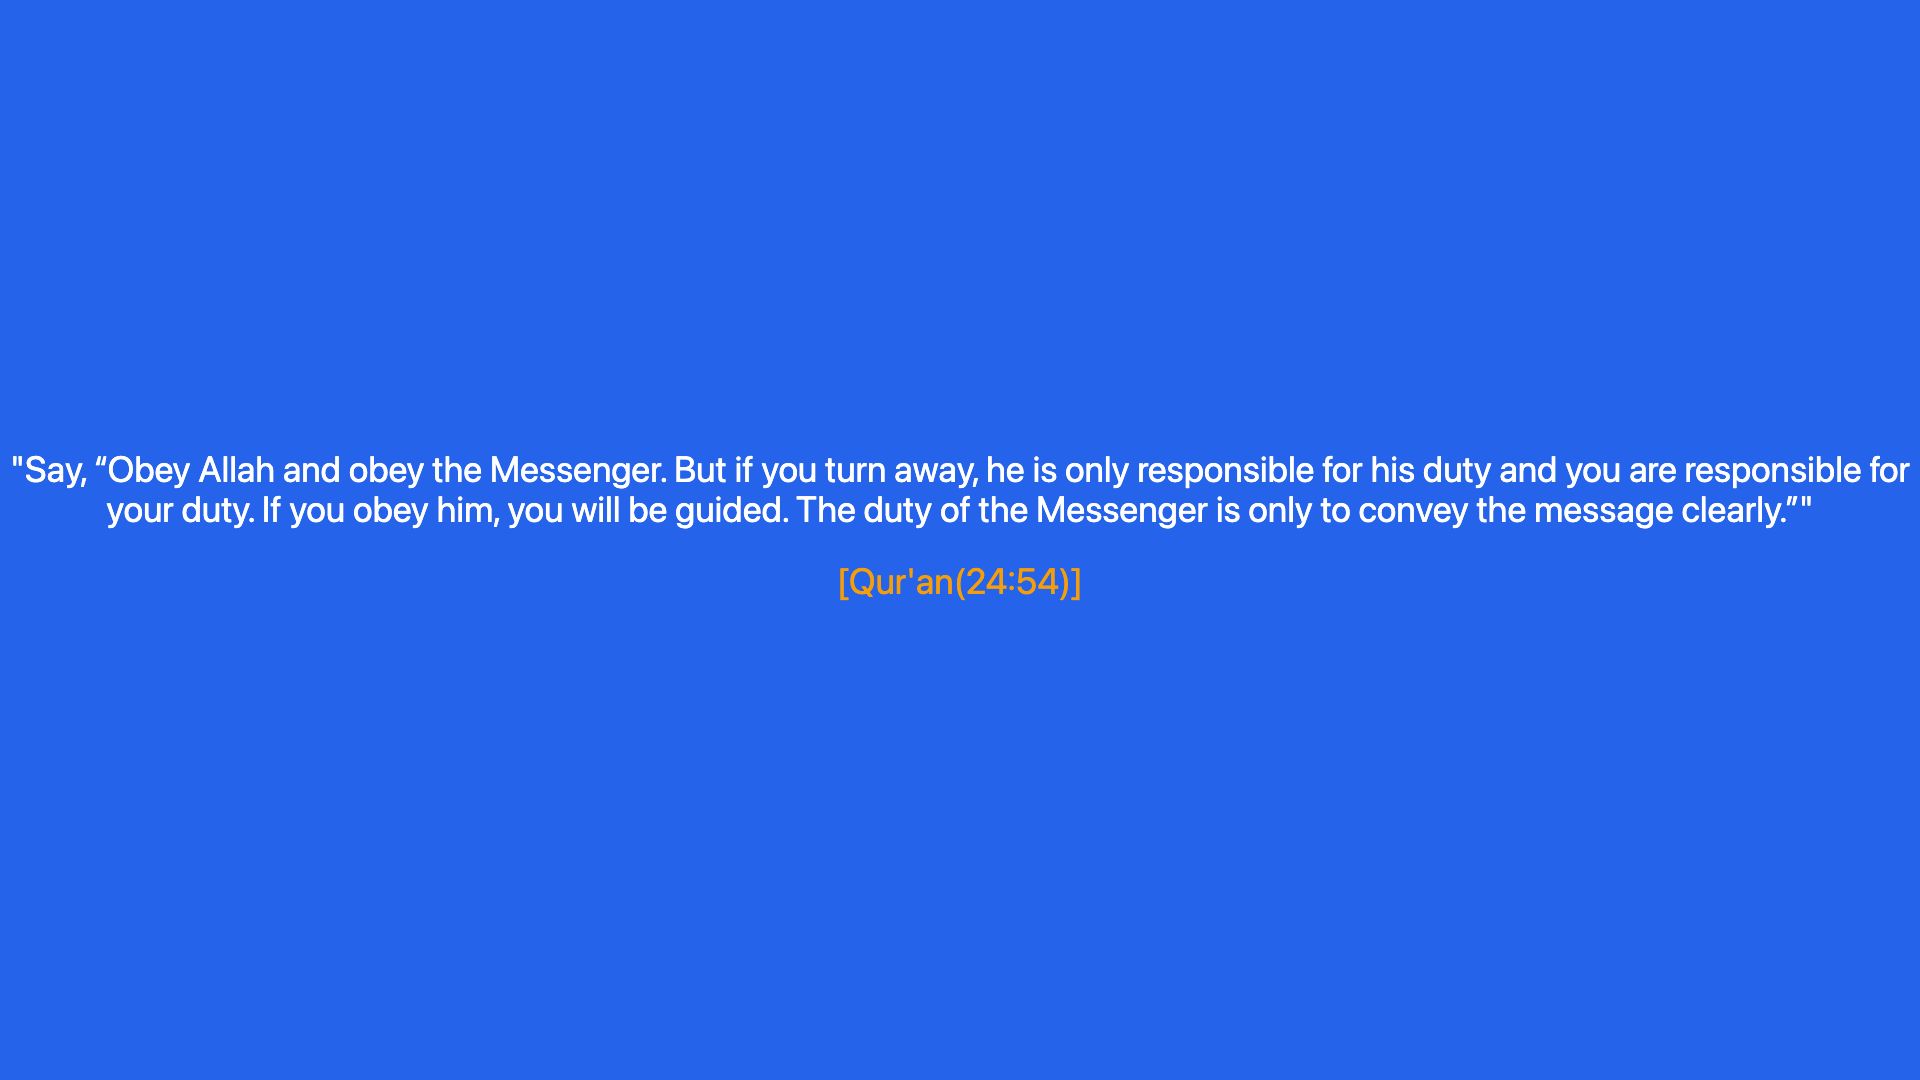 "Say, “Obey Allah and obey the Messenger. But if you turn away, he is only responsible for his duty and you are responsible for
your duty. If you obey him, you will be guided. The duty of the Messenger is only to convey the message clearly.”"
[Qur'an(24:54)]